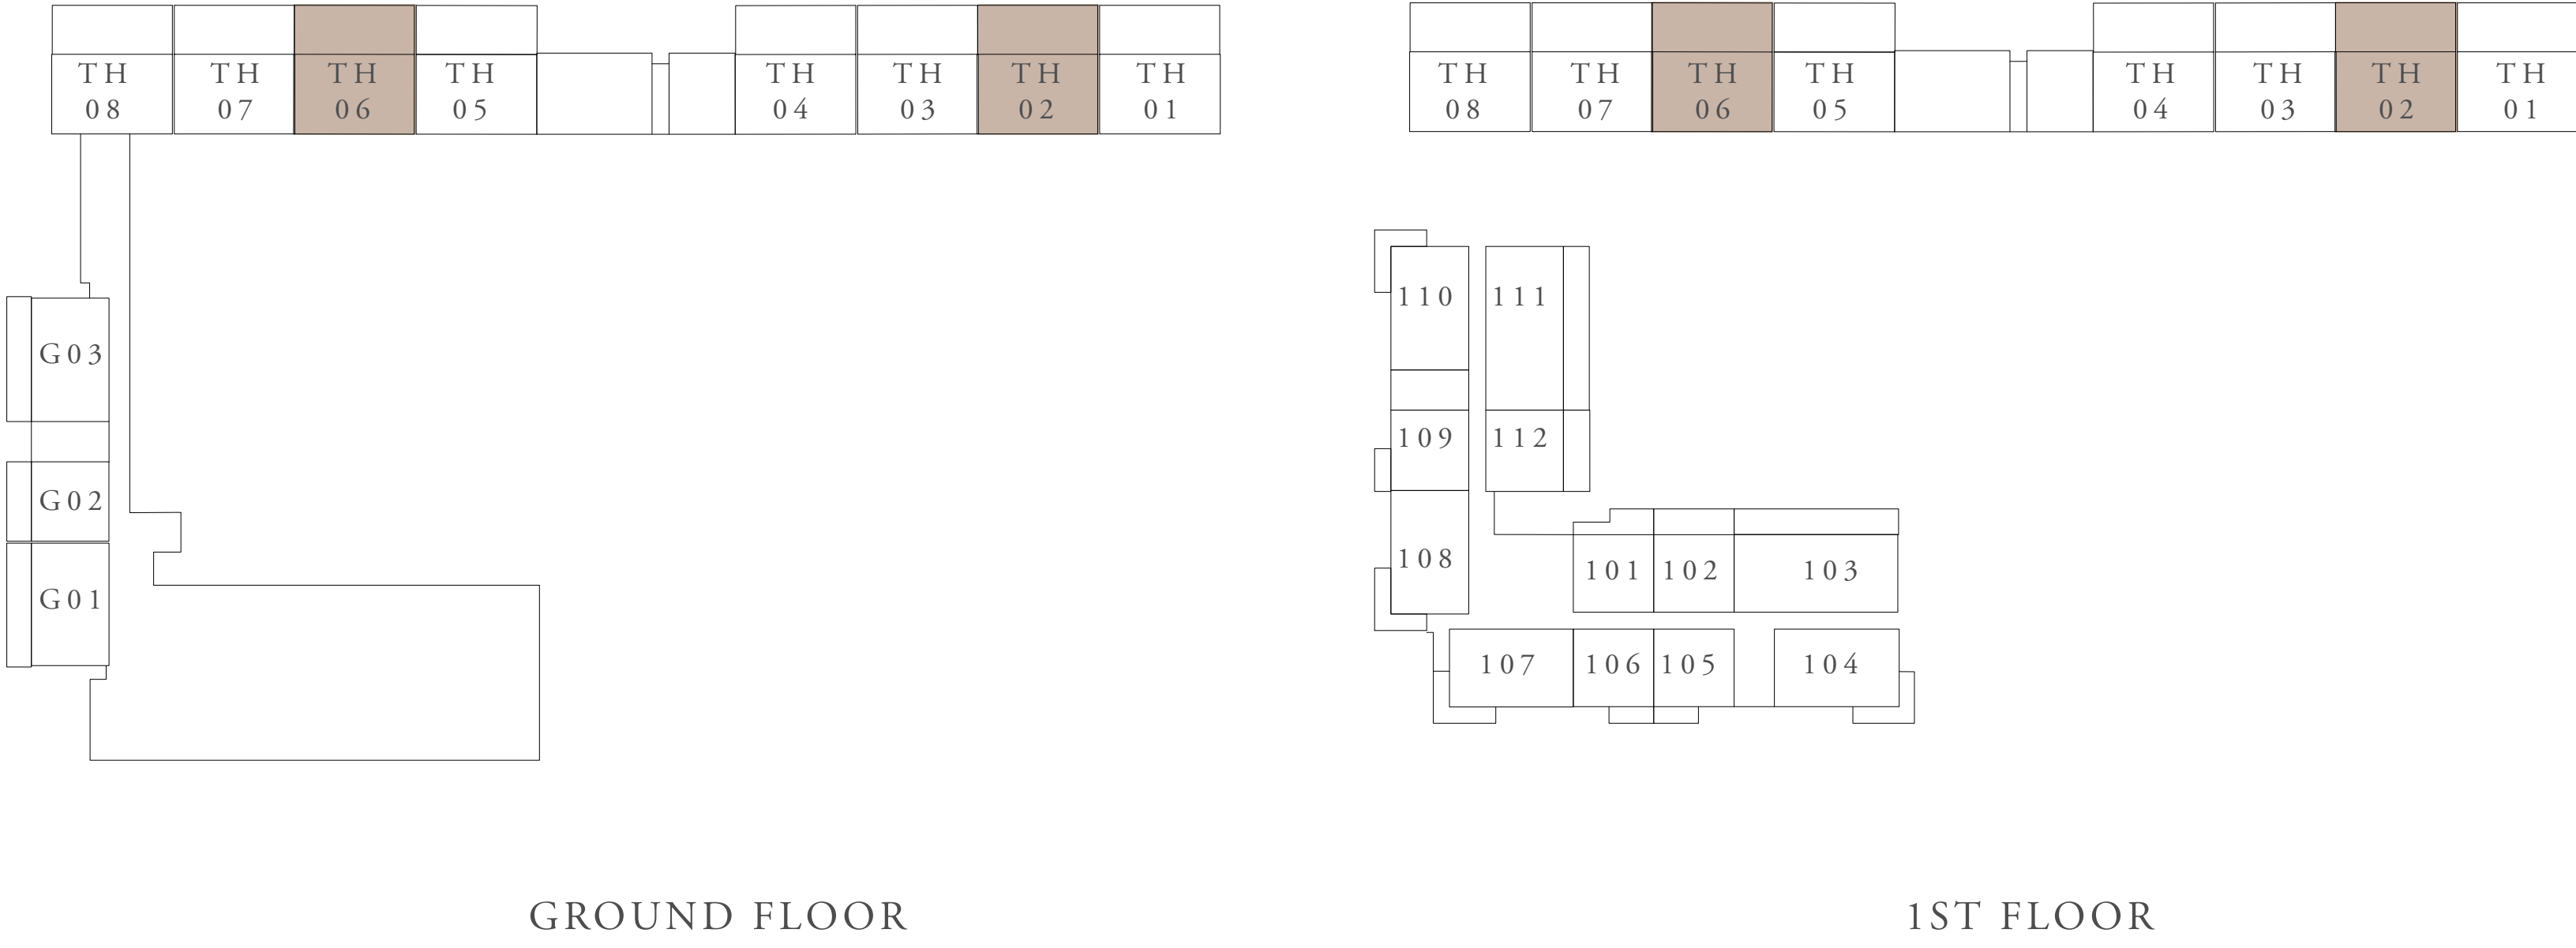 TH 08
TH 07
TH 06
TH 05
TH 04
TH 03
TH 02
TH 01
G03
G02
G01
GROUND FLOOR
TH 08
TH 07
TH 06
TH 05
TH 04
TH 03
TH 02
TH 01
110
111
109
112
108
101
102
103
107
106
105
104
1ST FLOOR